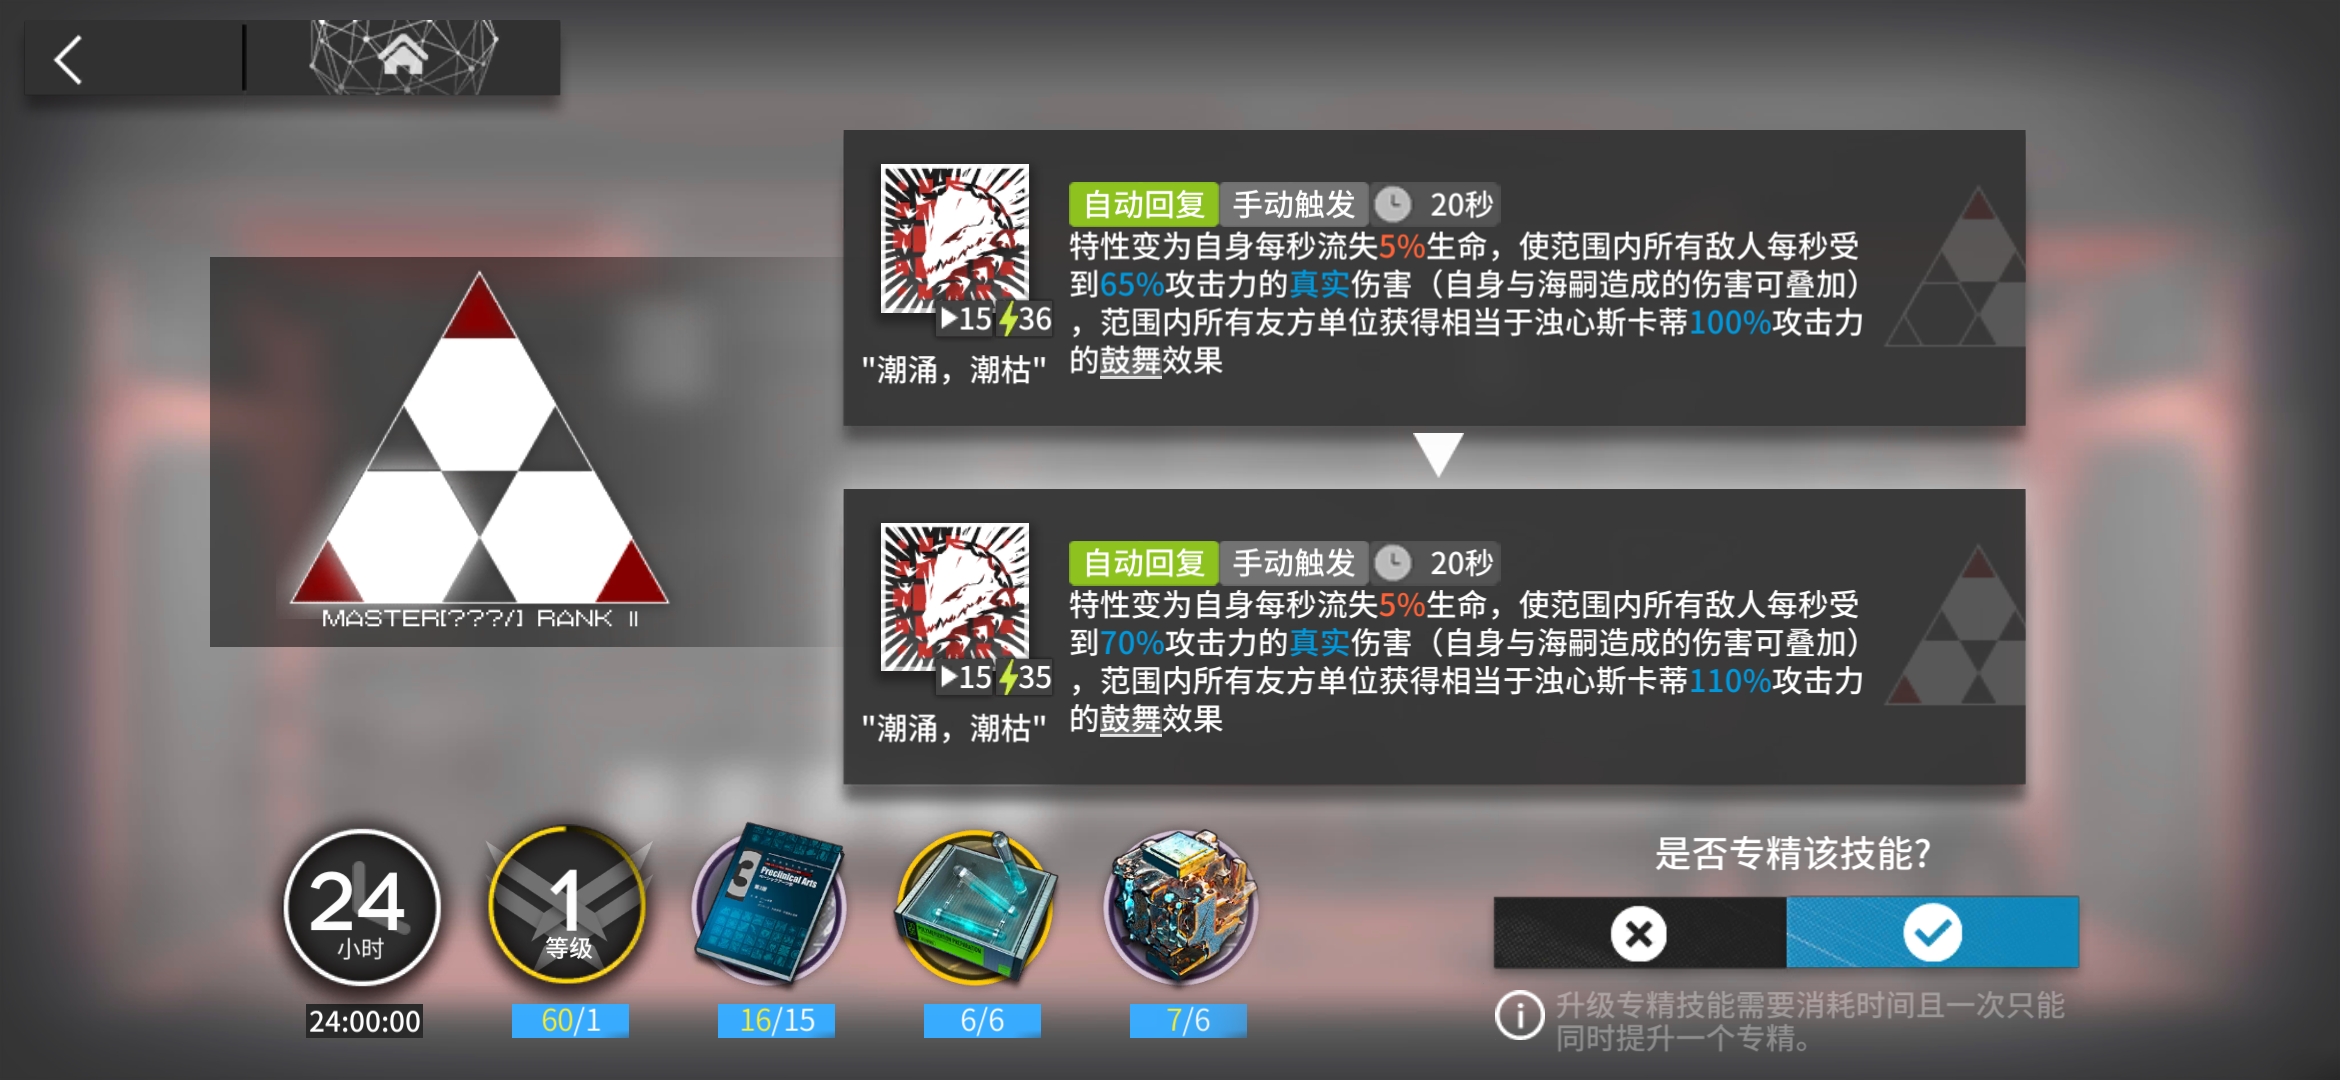 自动回复 手动触发 20秒
特性变为自身每秒流失5%生命，使范围内所有敌人每秒受
到65%攻击力的真实伤害（自身与海嗣造成的伤害可叠加）
，范围内所有友方单位获得相当于浊心斯卡蒂100%攻击力
的鼓舞效果
15 36
"潮涌，潮枯"
MASTER[???/] RANK II
自动回复 手动触发 20秒
特性变为自身每秒流失5%生命，使范围内所有敌人每秒受
到70%攻击力的真实伤害（自身与海嗣造成的伤害可叠加）
，范围内所有友方单位获得相当于浊心斯卡蒂110%攻击力
的鼓舞效果
15 35
"潮涌，潮枯"
24
小时
24:00:00
1
等级
60/1
3
Preclinical Arts
16/15
6/6
7/6
是否专精该技能?
升级专精技能需要消耗时间且一次只能
同时提升一个专精。